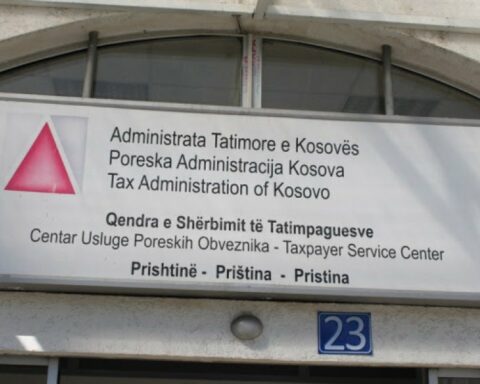 Administrata Tatimore e Kosovës
Poreska Administracija Kosova
Tax Administration of Kosovo
Qendra e Shërbimit të Tatimpaguesve
Centar Usluge Poreskih Obveznika - Taxpayer Service Center
Prishtinë - Priština - Pristina
23